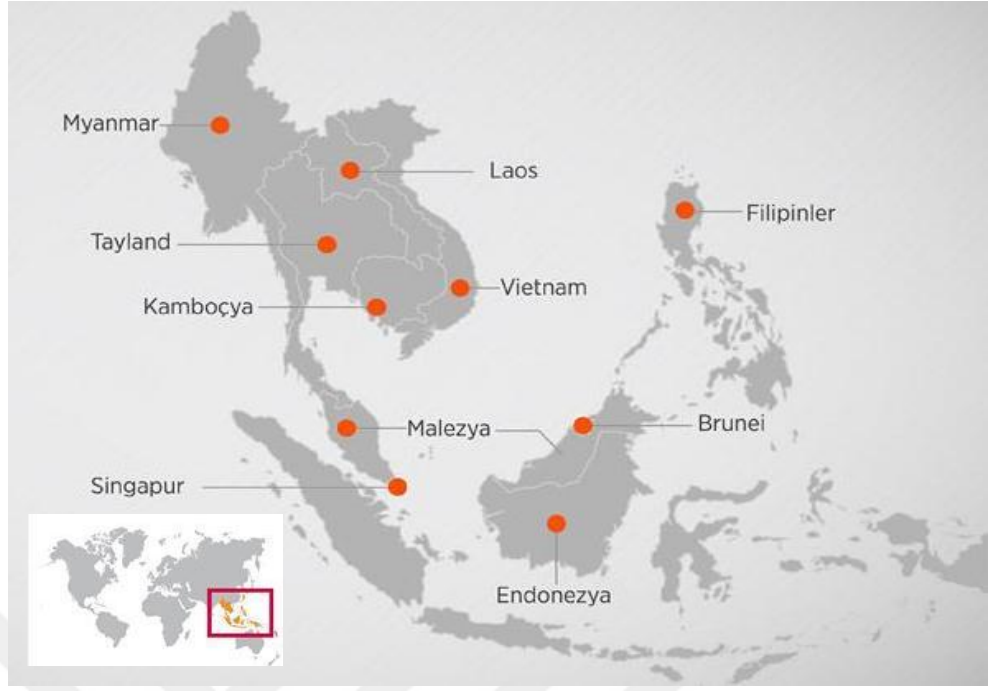 Myanmar
Laos
Filipinler
Tayland
Vietnam
Kamboçya
Malezya
Brunei
Singapur
Endonezya